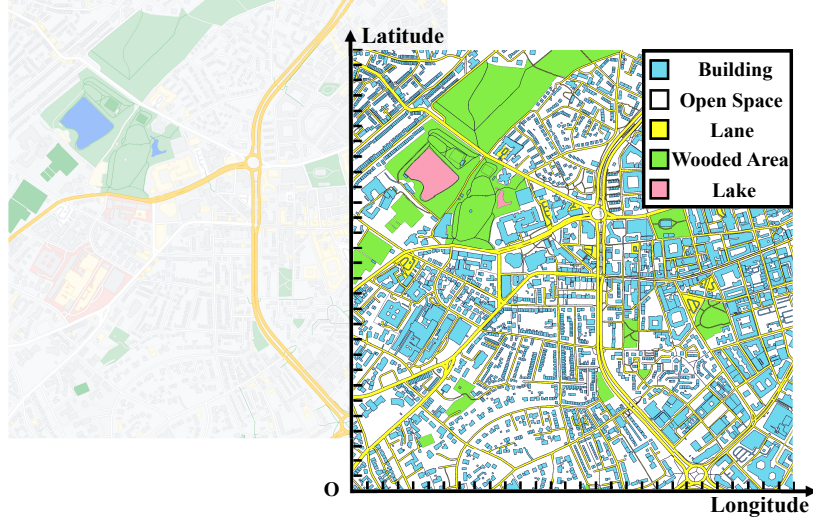 Latitude
Building
Open Space
Lane
Wooded Area
Lake
O
Longitude